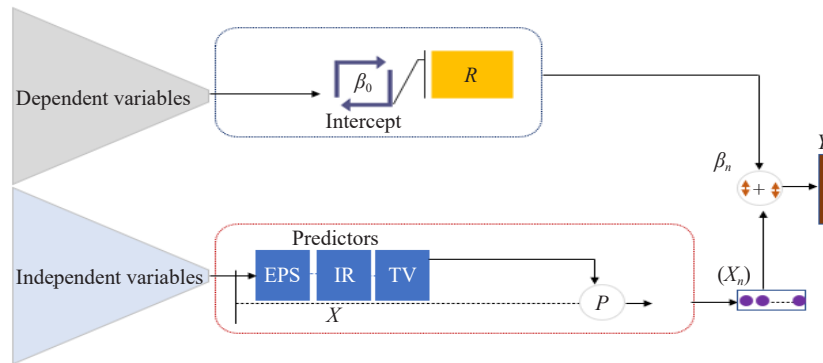 Dependent variables
β₀
Intercept
R
Y
βₙ
+
Independent variables
Predictors
EPS IR TV
X
P
(Xₙ)